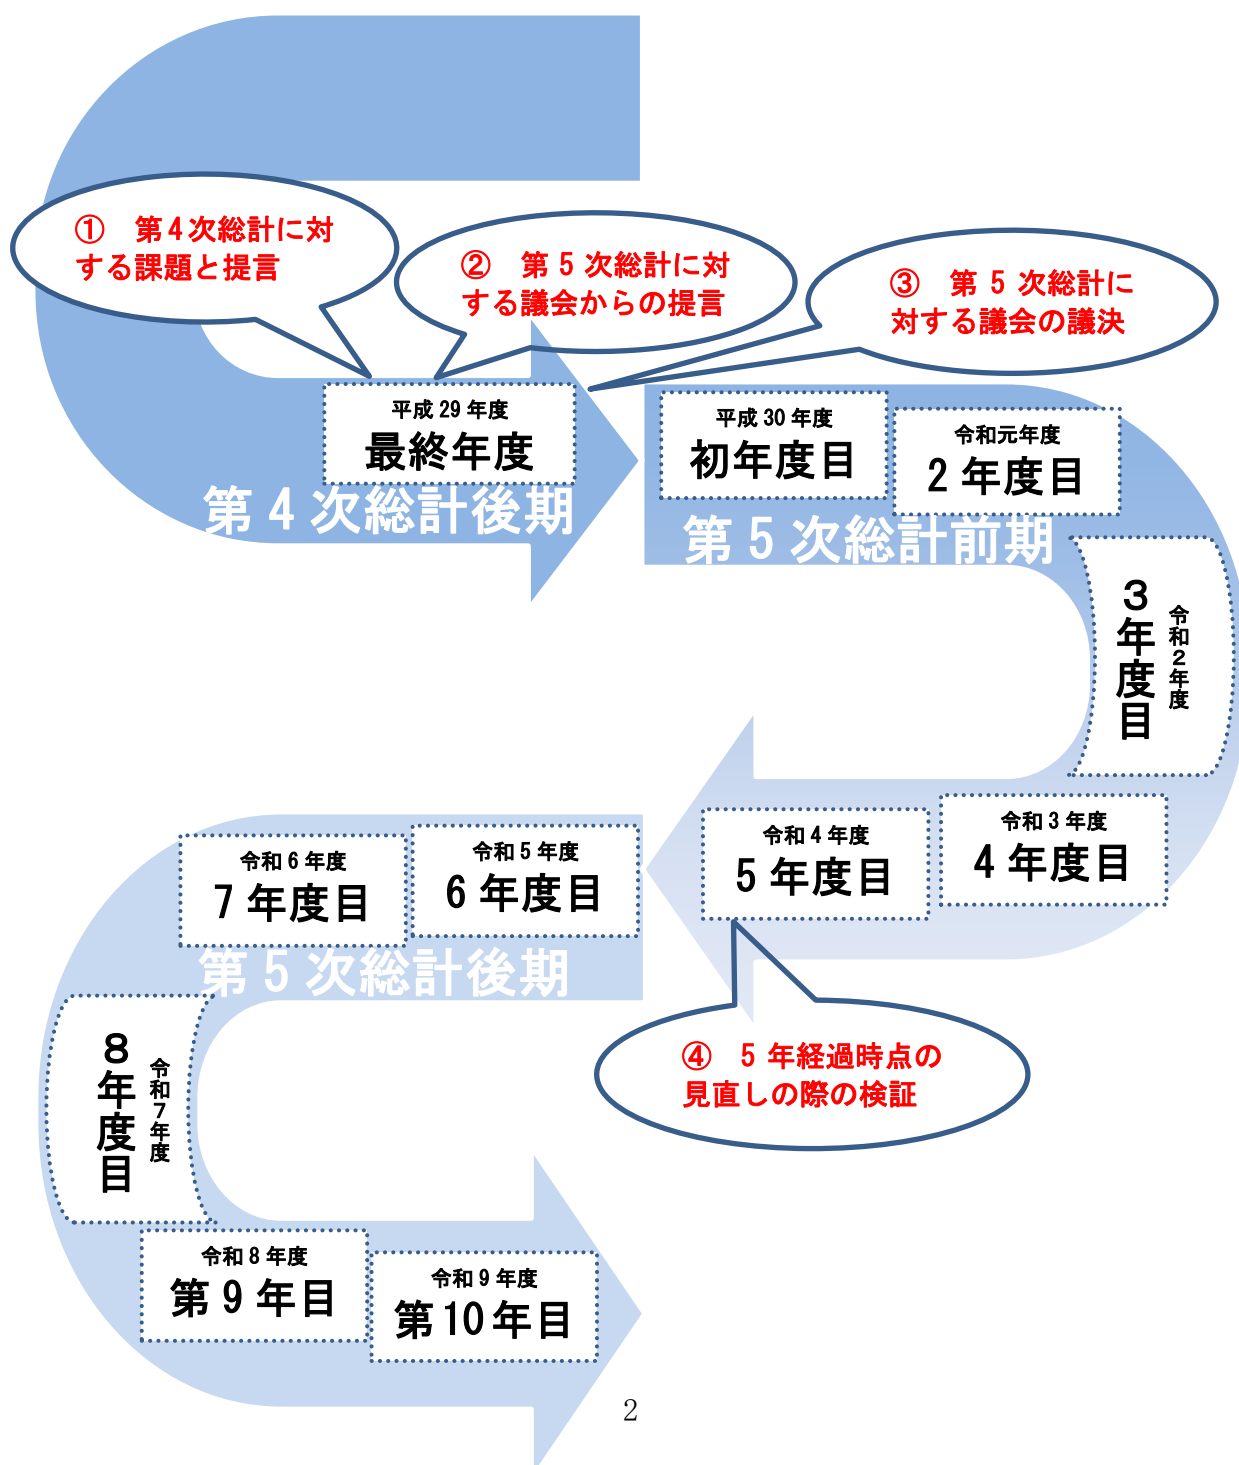 ① 第4次総計に対
する課題と提言
② 第5次総計に対
する議会からの提言
③ 第5次総計に
対する議会の議決
平成29年度
最終年度
第4次総計後期
平成30年度
初年度目
令和元年度
2年度目
第5次総計前期
令和2年度
3年度目
令和3年度
4年度目
令和4年度
5年度目
④ 5年経過時点の
見直しの際の検証
令和5年度
6年度目
令和6年度
7年度目
第5次総計後期
令和7年度
8年度目
令和8年度
第9年目
令和9年度
第10年目
2